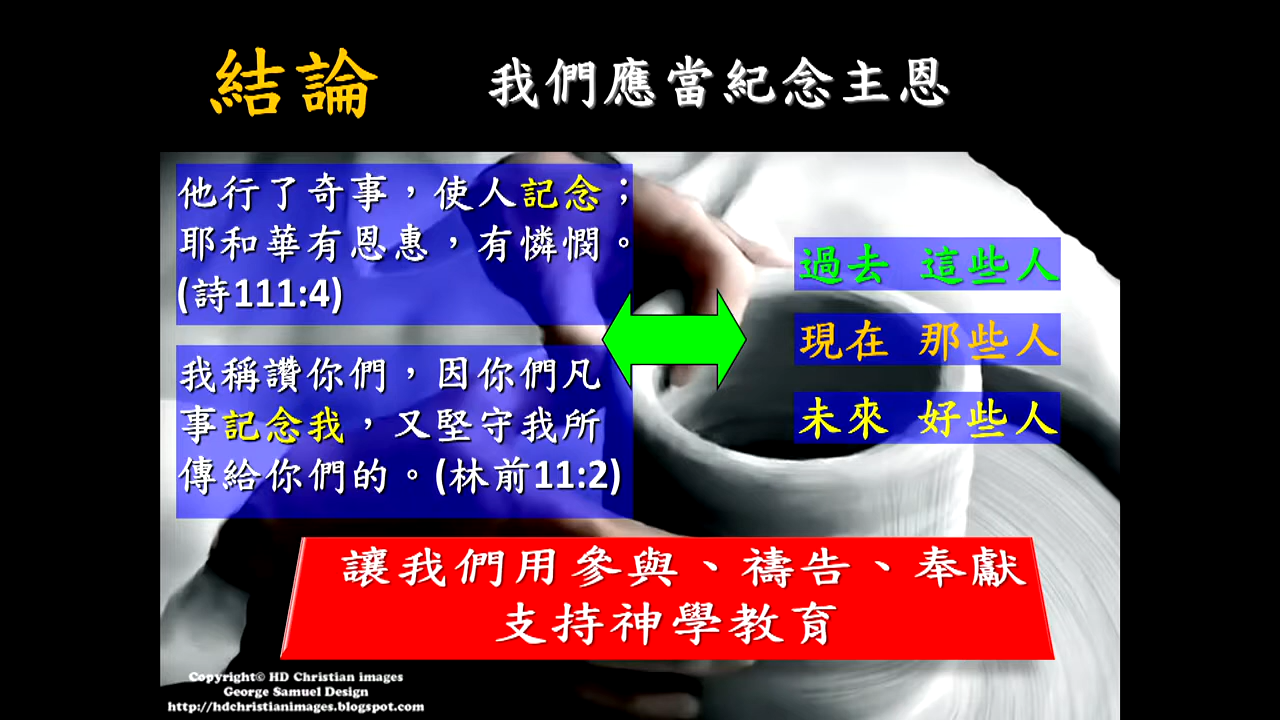 結論 我們應當紀念主恩
他行了奇事，使人記念；
耶和華有恩惠，有憐憫。
(詩111:4)
我稱讚你們，因你們凡
事記念我，又堅守我所
傳給你們的。(林前11:2)
過去 這些人
現在 那些人
未來 好些人
讓我們用參與、禱告、奉獻
支持神學教育
Copyright© HD Christian images
George Samuel Design
http://hdchristianimages.blogspot.com